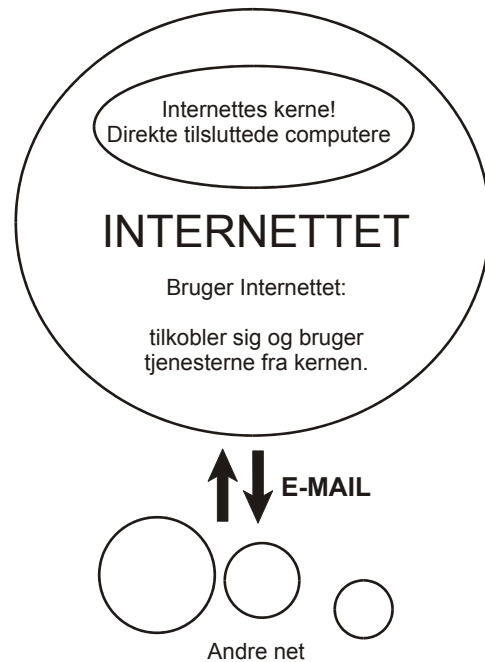 Internettes kerne!
Direkte tilsluttede computere
INTERNETTET
Bruger Internettet:
tilkobler sig og bruger
tjenesterne fra kernen.
E-MAIL
Andre net